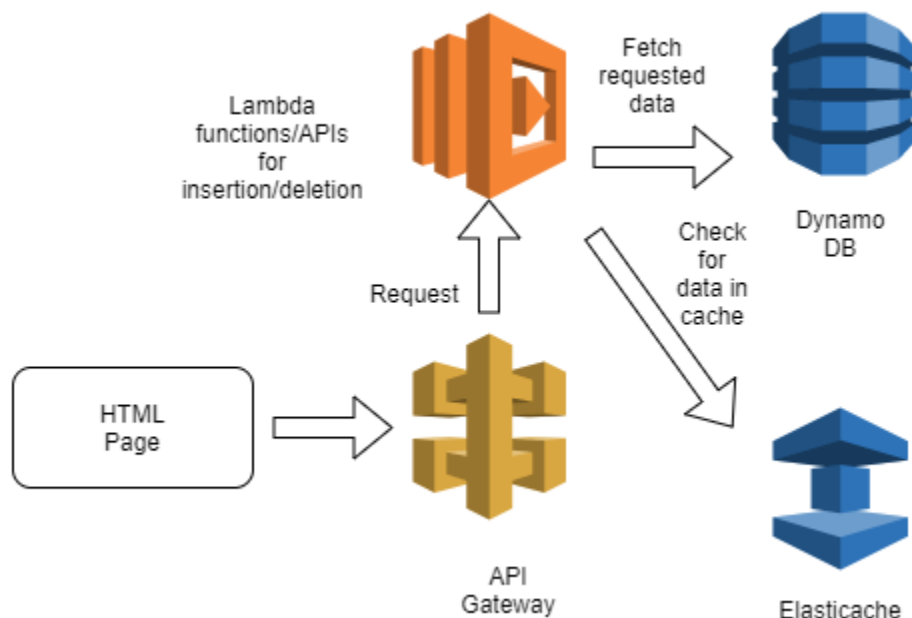 Fetch
requested
data
Lambda
functions/APIs
for
insertion/deletion
Dynamo
DB
Check
for
data in
cache
Request
HTML
Page
API
Gateway
Elasticache